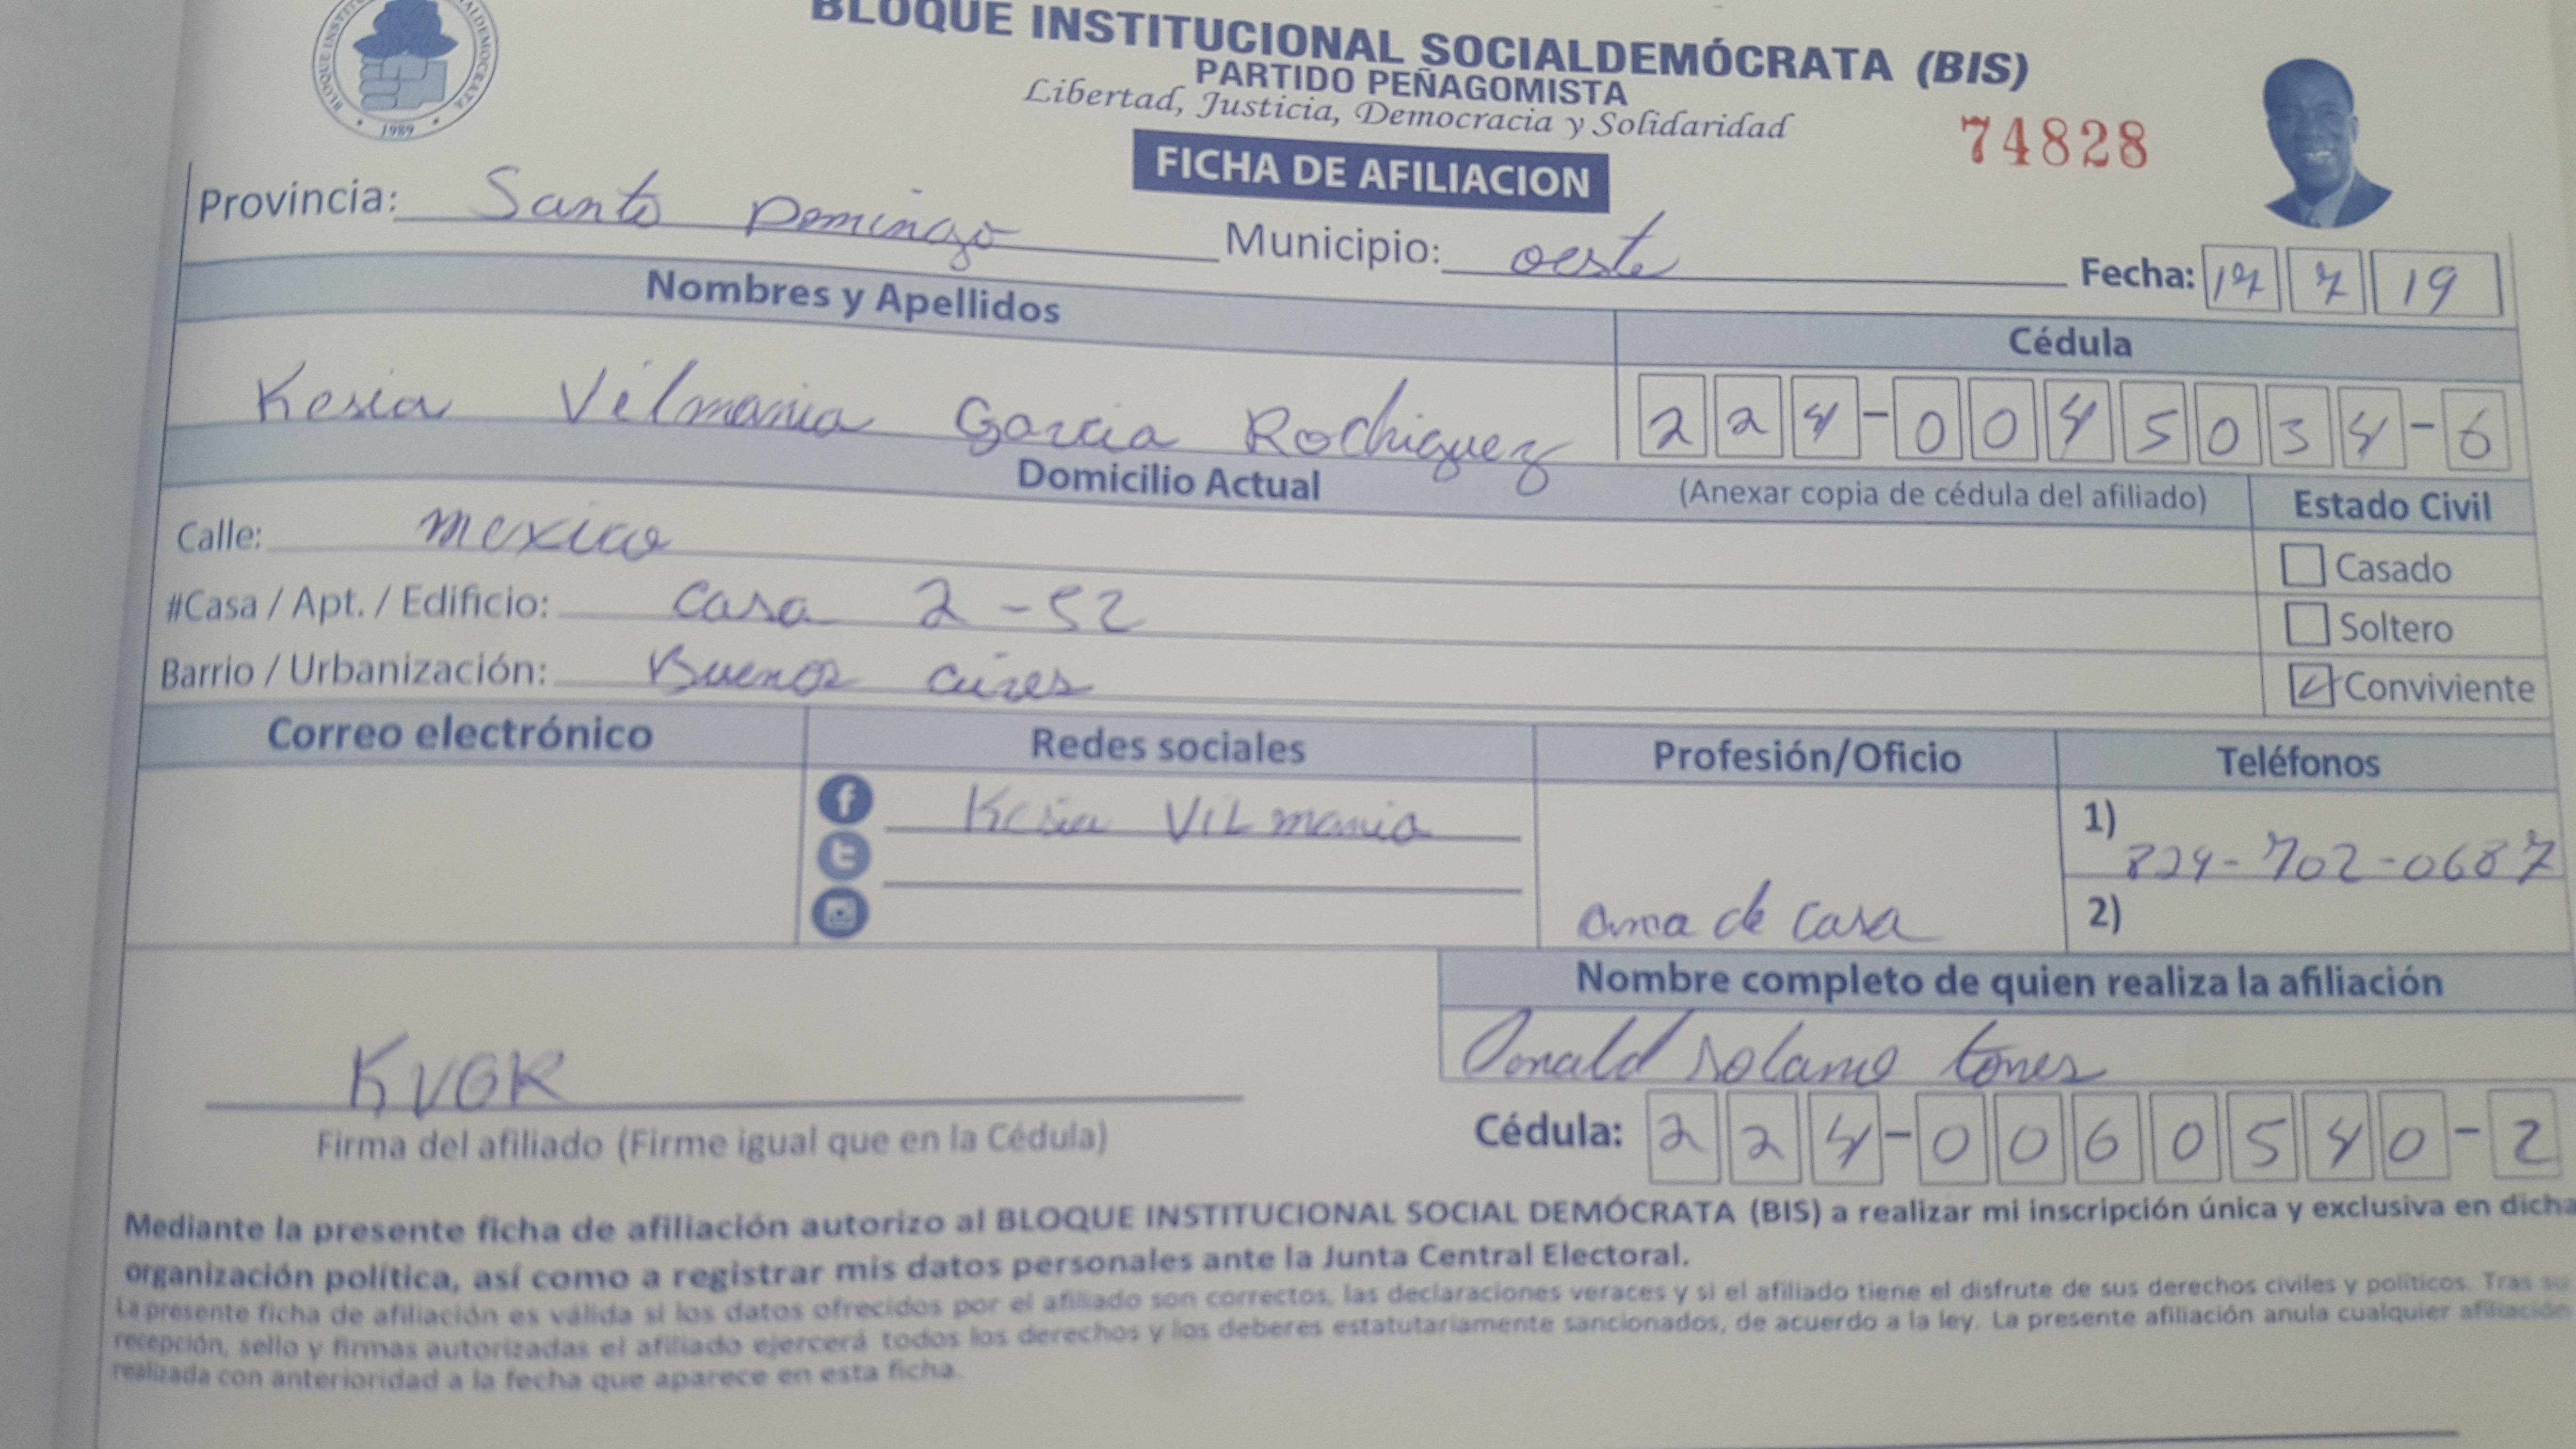 BLOQUE INSTITUCIONAL SOCIALDEMÓCRATA (BIS)
PARTIDO PEÑAGOMISTA
Libertad, Justicia, Democracia y Solidaridad
1989
74828
FICHA DE AFILIACION
Provincia: Santo Domingo Municipio: oeste Fecha: 17 7 19
Nombres y Apellidos Cédula
Kesia Vilmania Garcia Rodriguez 224-0045034-6
Domicilio Actual (Anexar copia de cédula del afiliado) Estado Civil
Calle: mexico Casado
#Casa / Apt. / Edificio: casa 2-52 Soltero
Barrio / Urbanización: Buenos aires Conviviente
Correo electrónico Redes sociales Profesión/Oficio Teléfonos
Kesia VILmania 1) 829-702-0687
ama de casa 2)
Nombre completo de quien realiza la afiliación
KVGR Donald solano torres
Firma del afiliado (Firme igual que en la Cédula) Cédula: 224-0060540-2
Mediante la presente ficha de afiliación autorizo al BLOQUE INSTITUCIONAL SOCIAL DEMÓCRATA (BIS) a realizar mi inscripción única y exclusiva en dicha
organización política, así como a registrar mis datos personales ante la Junta Central Electoral.
La presente ficha de afiliación es válida si los datos ofrecidos por el afiliado son correctos, las declaraciones veraces y si el afiliado tiene el disfrute de sus derechos civiles y políticos. Tras su
recepción, sello y firmas autorizadas el afiliado ejercerá todos los derechos y los deberes estatutariamente sancionados, de acuerdo a la ley. La presente afiliación anula cualquier afiliación
realizada con anterioridad a la fecha que aparece en esta ficha.